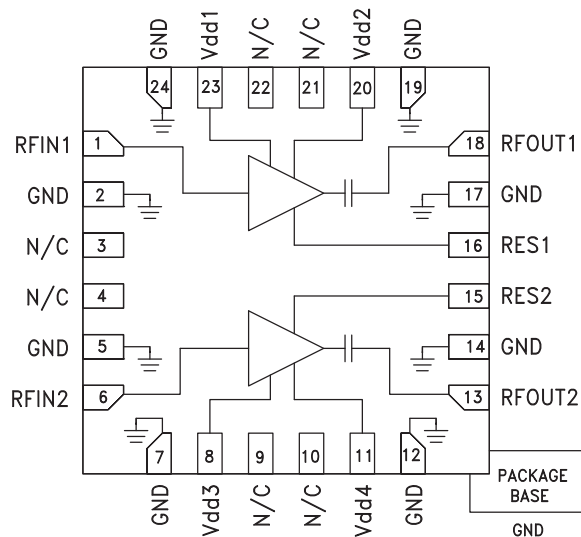 GND Vdd1 N/C N/C Vdd2 GND
24 23 22 21 20 19
RFIN1 1 18 RFOUT1
GND 2 17 GND
N/C 3 16 RES1
N/C 4 15 RES2
GND 5 14 GND
RFIN2 6 13 RFOUT2
7 8 9 10 11 12
GND Vdd3 N/C N/C Vdd4 GND
PACKAGE
BASE
GND